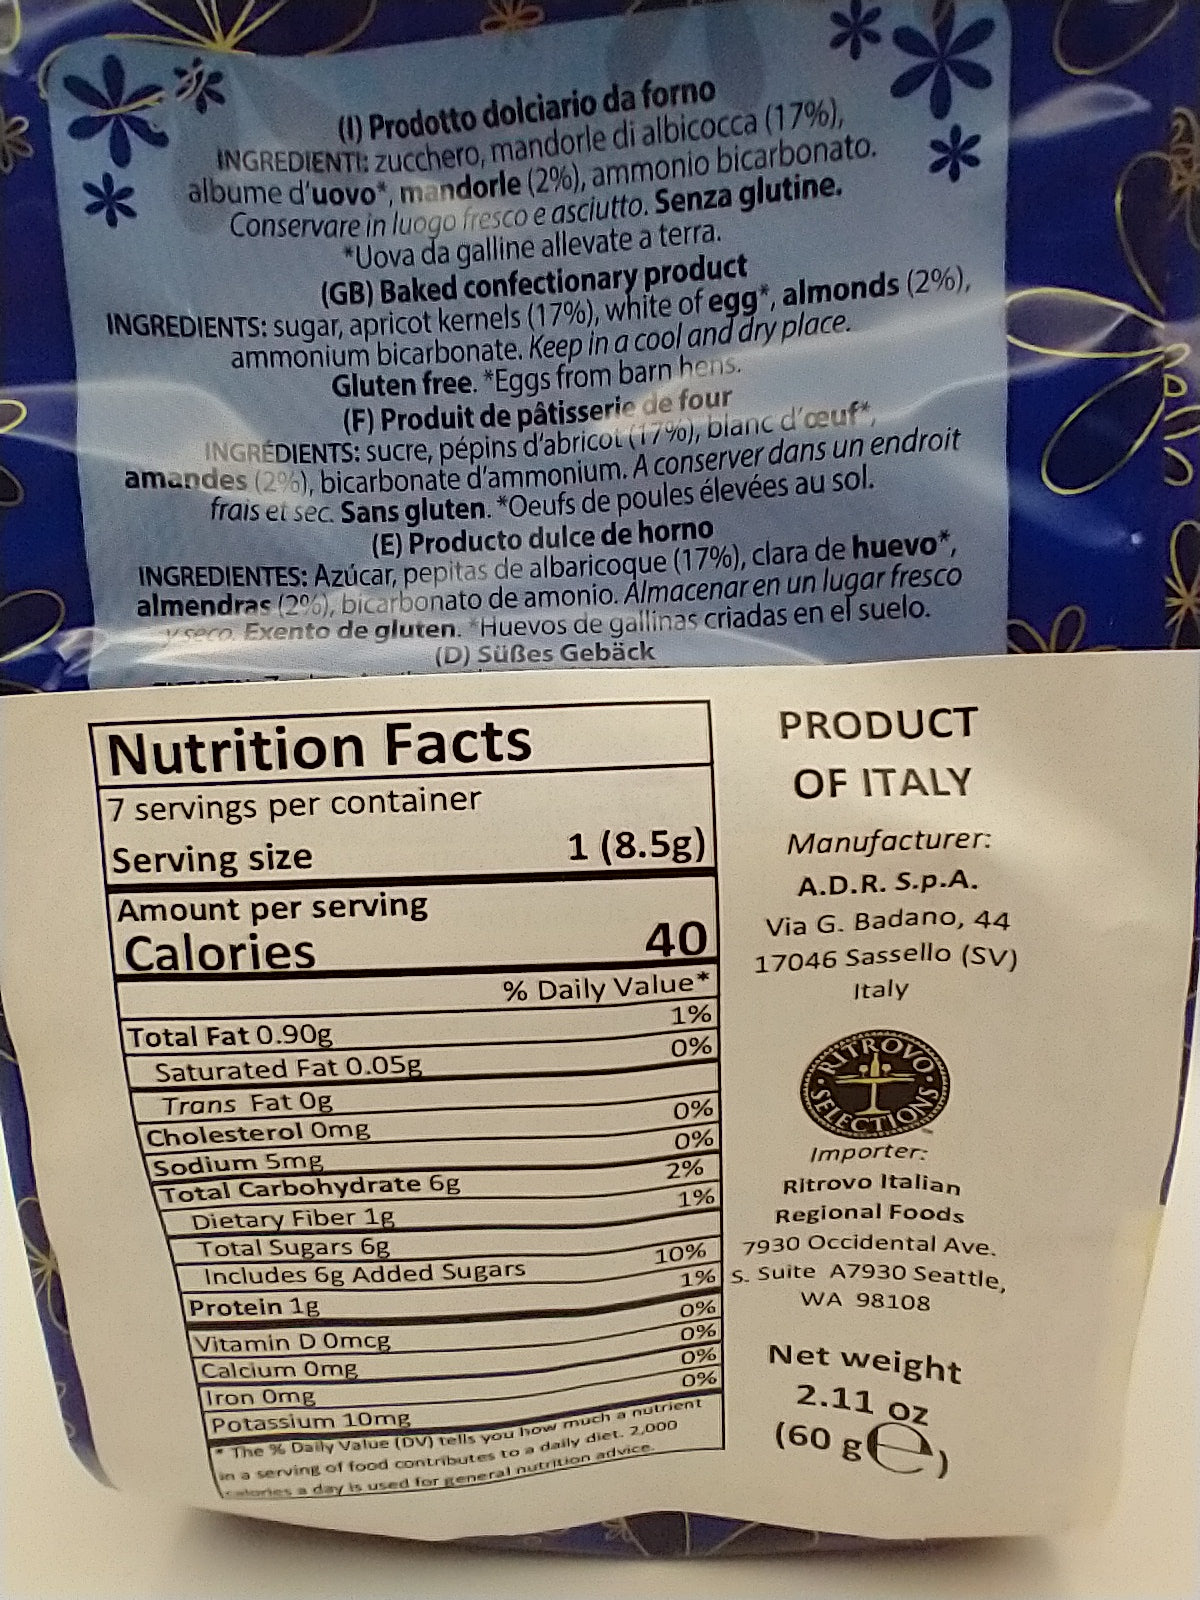 (I) Prodotto dolciario da forno
INGREDIENTI: zucchero, mandorle di albicocca (17%),
albume d'uovo*, mandorle (2%), ammonio bicarbonato.
Conservare in luogo fresco e asciutto. Senza glutine.
*Uova da galline allevate a terra.
(GB) Baked confectionary product
INGREDIENTS: sugar, apricot kernels (17%), white of egg*, almonds (2%),
ammonium bicarbonate. Keep in a cool and dry place.
Gluten free. *Eggs from barn hens.
(F) Produit de pâtisserie de four
INGRÉDIENTS: sucre, pépins d'abricot (17%), blanc d'œuf*,
amandes (2%), bicarbonate d'ammonium. A conserver dans un endroit
frais et sec. Sans gluten. *Oeufs de poules élevées au sol.
(E) Producto dulce de horno
INGREDIENTES: Azúcar, pepitas de albaricoque (17%), clara de huevo*,
almendras (2%), bicarbonato de amonio. Almacenar en un lugar fresco
y seco. Exento de gluten. *Huevos de gallinas criadas en el suelo.
(D) Süßes Gebäck
Nutrition Facts
7 servings per container
Serving size 1 (8.5g)
Amount per serving
Calories 40
% Daily Value*
Total Fat 0.90g 1%
Saturated Fat 0.05g 0%
Trans Fat 0g
Cholesterol 0mg 0%
Sodium 5mg 0%
Total Carbohydrate 6g 2%
Dietary Fiber 1g 1%
Total Sugars 6g
Includes 6g Added Sugars 10%
Protein 1g 1%
Vitamin D 0mcg 0%
Calcium 0mg 0%
Iron 0mg 0%
Potassium 10mg 0%
* The % Daily Value (DV) tells you how much a nutrient
in a serving of food contributes to a daily diet. 2,000
calories a day is used for general nutrition advice.
PRODUCT
OF ITALY
Manufacturer:
A.D.R. S.p.A.
Via G. Badano, 44
17046 Sassello (SV)
Italy
RITROVO
SELECTIONS
Importer:
Ritrovo Italian
Regional Foods
7930 Occidental Ave.
S. Suite A7930 Seattle,
WA 98108
Net weight
2.11 oz
(60 g℮)